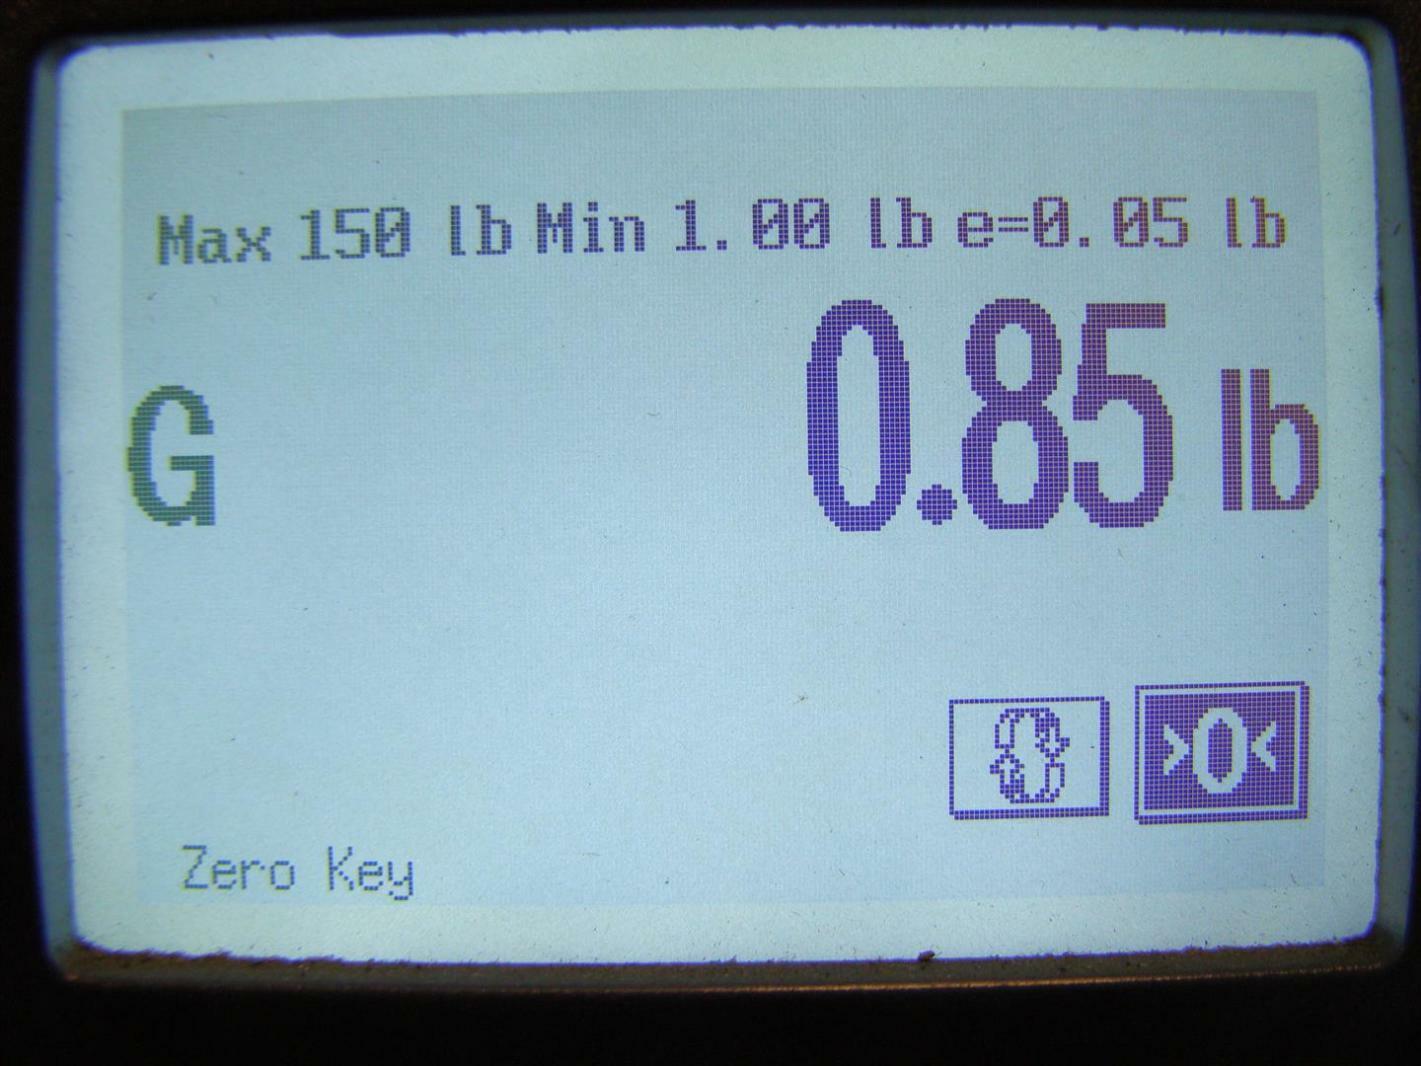 Max 150 lb Min 1.00 lb e=0.05 lb
G 0.85 lb
>0<
Zero Key